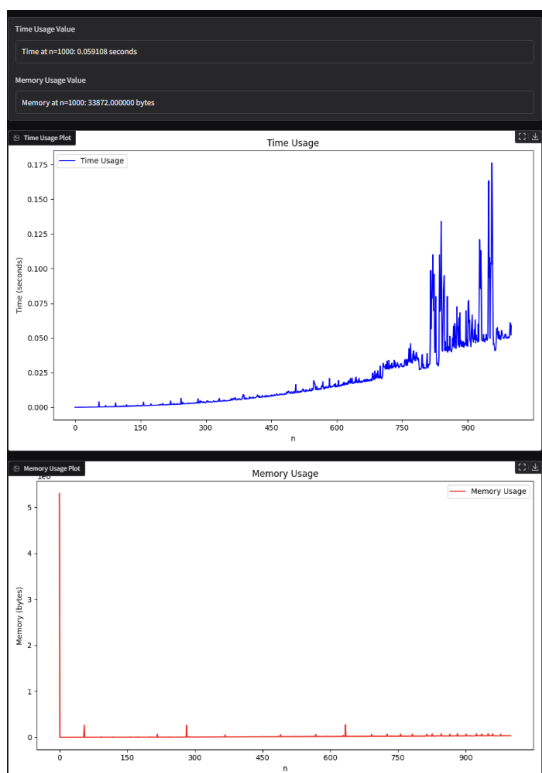 Time Usage Value
Time at n=1000: 0.059108 seconds
Memory Usage Value
Memory at n=1000: 33872.000000 bytes
Time Usage Plot
Time Usage
Time Usage
0.175
0.150
0.125
0.100
0.075
0.050
0.025
0.000
Time (seconds)
0 150 300 450 600 750 900
n
Memory Usage Plot
Memory Usage
Memory Usage
5
4
3
2
1
0
Memory (bytes)
0 150 300 450 600 750 900
n